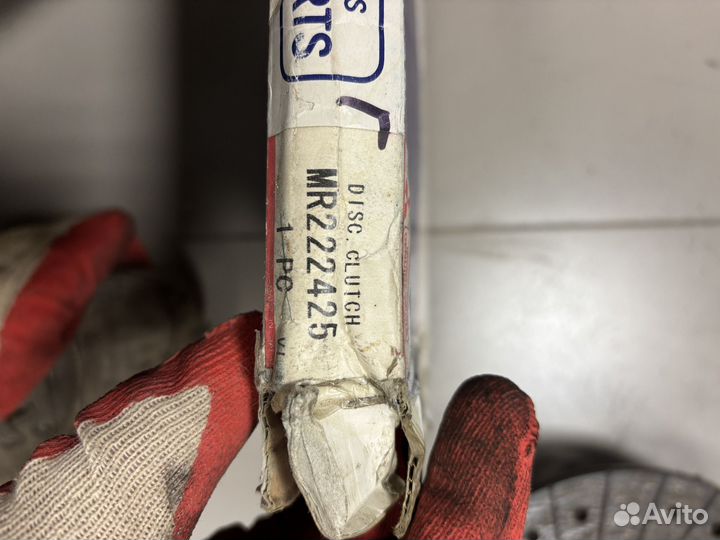 S
RTS
DISC. CLUTCH
MR222425
1 PC
Avito